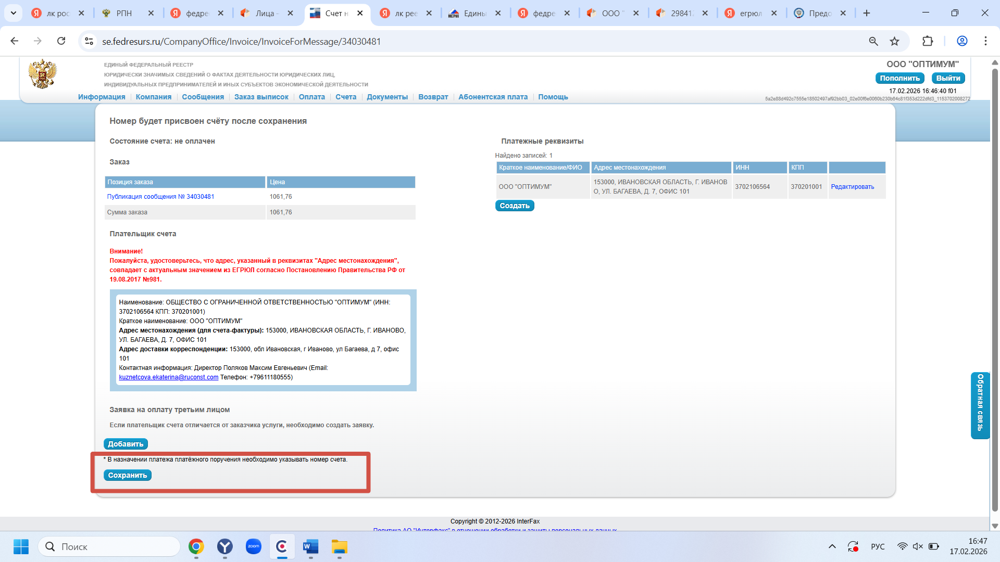 лк рос
РПН
федре
Лица -
Счет н
лк рее
Едины
федре
ООО "
29841
егрюл
Предо
se.fedresurs.ru/CompanyOffice/Invoice/InvoiceForMessage/34030481
ЕДИНЫЙ ФЕДЕРАЛЬНЫЙ РЕЕСТР
ЮРИДИЧЕСКИ ЗНАЧИМЫХ СВЕДЕНИЙ О ФАКТАХ ДЕЯТЕЛЬНОСТИ ЮРИДИЧЕСКИХ ЛИЦ,
ИНДИВИДУАЛЬНЫХ ПРЕДПРИНИМАТЕЛЕЙ И ИНЫХ СУБЪЕКТОВ ЭКОНОМИЧЕСКОЙ ДЕЯТЕЛЬНОСТИ
ООО "ОПТИМУМ"
Пополнить Выйти
17.02.2026 16:46:40 f01
Информация Компания Сообщения Заказ выписок Оплата Счета Документы Возврат Абонентская плата Помощь
Номер будет присвоен счёту после сохранения
Состояние счета: не оплачен
Заказ
Позиция заказа Цена
Публикация сообщения № 34030481 1061,76
Сумма заказа 1061,76
Платежные реквизиты
Найдено записей: 1
Краткое наименование/ФИО Адрес местонахождения ИНН КПП
ООО "ОПТИМУМ" 153000, ИВАНОВСКАЯ ОБЛАСТЬ, Г. ИВАНОВ 3702106564 370201001 Редактировать
О, УЛ. БАГАЕВА, Д. 7, ОФИС 101
Создать
Плательщик счета
Внимание!
Пожалуйста, удостоверьтесь, что адрес, указанный в реквизитах "Адрес местонахождения",
совпадает с актуальным значением из ЕГРЮЛ согласно Постановлению Правительства РФ от
19.08.2017 №981.
Наименование: ОБЩЕСТВО С ОГРАНИЧЕННОЙ ОТВЕТСТВЕННОСТЬЮ "ОПТИМУМ" (ИНН:
3702106564 КПП: 370201001)
Краткое наименование: ООО "ОПТИМУМ"
Адрес местонахождения (для счета-фактуры): 153000, ИВАНОВСКАЯ ОБЛАСТЬ, Г. ИВАНОВО,
УЛ. БАГАЕВА, Д. 7, ОФИС 101
Адрес доставки корреспонденции: 153000, обл Ивановская, г Иваново, ул Багаева, д 7, офис
101
Контактная информация: Директор Поляков Максим Евгеньевич (Email:
kuznetcova.ekaterina@ruconst.com Телефон: +79611180555)
Заявка на оплату третьим лицом
Если плательщик счета отличается от заказчика услуги, необходимо создать заявку.
Добавить
* В назначении платежа платёжного поручения необходимо указывать номер счета.
Сохранить
Обратная связь
Copyright © 2012-2026 InterFax
Политика АО "Интерфакс" в отношении обработки и защиты персональных данных
Поиск
zoom
РУС
16:47
17.02.2026